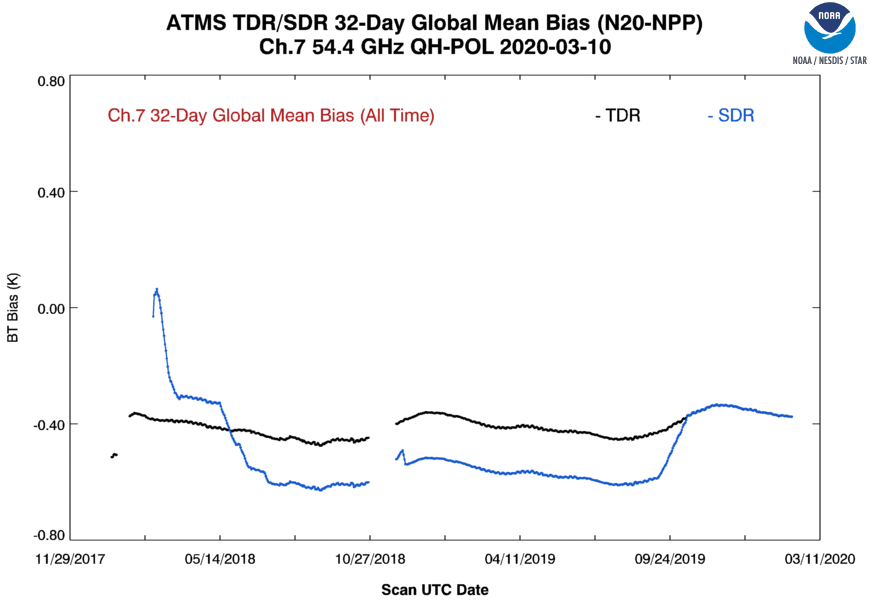 ATMS TDR/SDR 32-Day Global Mean Bias (N20-NPP)
Ch.7 54.4 GHz QH-POL 2020-03-10
NOAA
NOAA / NESDIS / STAR
Ch.7 32-Day Global Mean Bias (All Time)
- TDR
- SDR
0.80
0.40
0.00
-0.40
-0.80
BT Bias (K)
11/29/2017
05/14/2018
10/27/2018
04/11/2019
09/24/2019
03/11/2020
Scan UTC Date